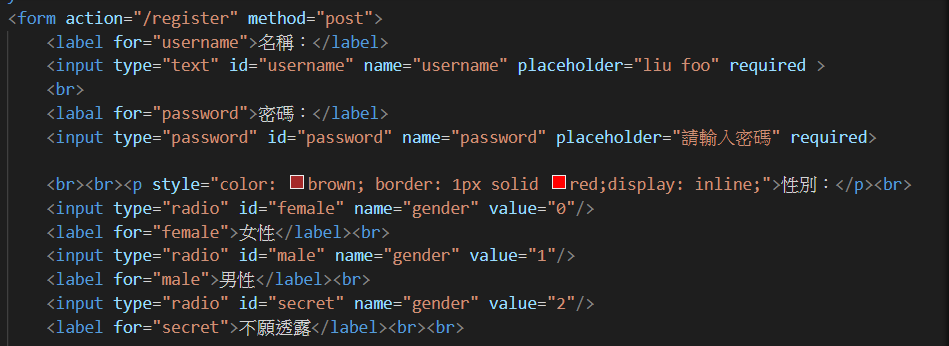 <form action="/register" method="post">
<label for="username">名稱：</label>
<input type="text" id="username" name="username" placeholder="liu foo" required >
<br>
<labal for="password">密碼：</label>
<input type="password" id="password" name="password" placeholder="請輸入密碼" required>
<br><br><p style="color: brown; border: 1px solid red;display: inline;">性別：</p><br>
<input type="radio" id="female" name="gender" value="0"/>
<label for="female">女性</label><br>
<input type="radio" id="male" name="gender" value="1"/>
<label for="male">男性</label><br>
<input type="radio" id="secret" name="gender" value="2"/>
<label for="secret">不願透露</label><br><br>